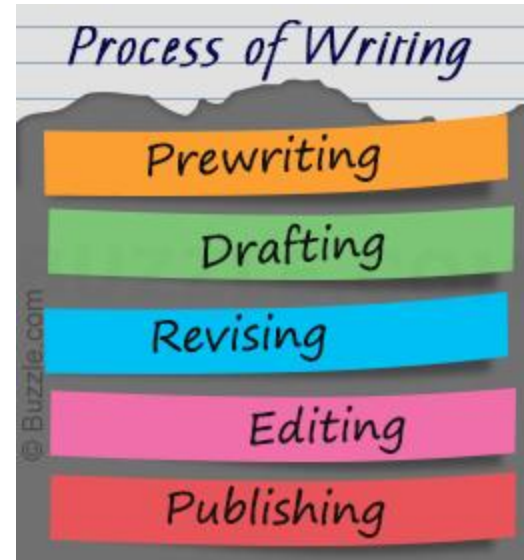 Process of Writing
Prewriting
Drafting
Revising
Editing
Publishing
© Buzzle.com